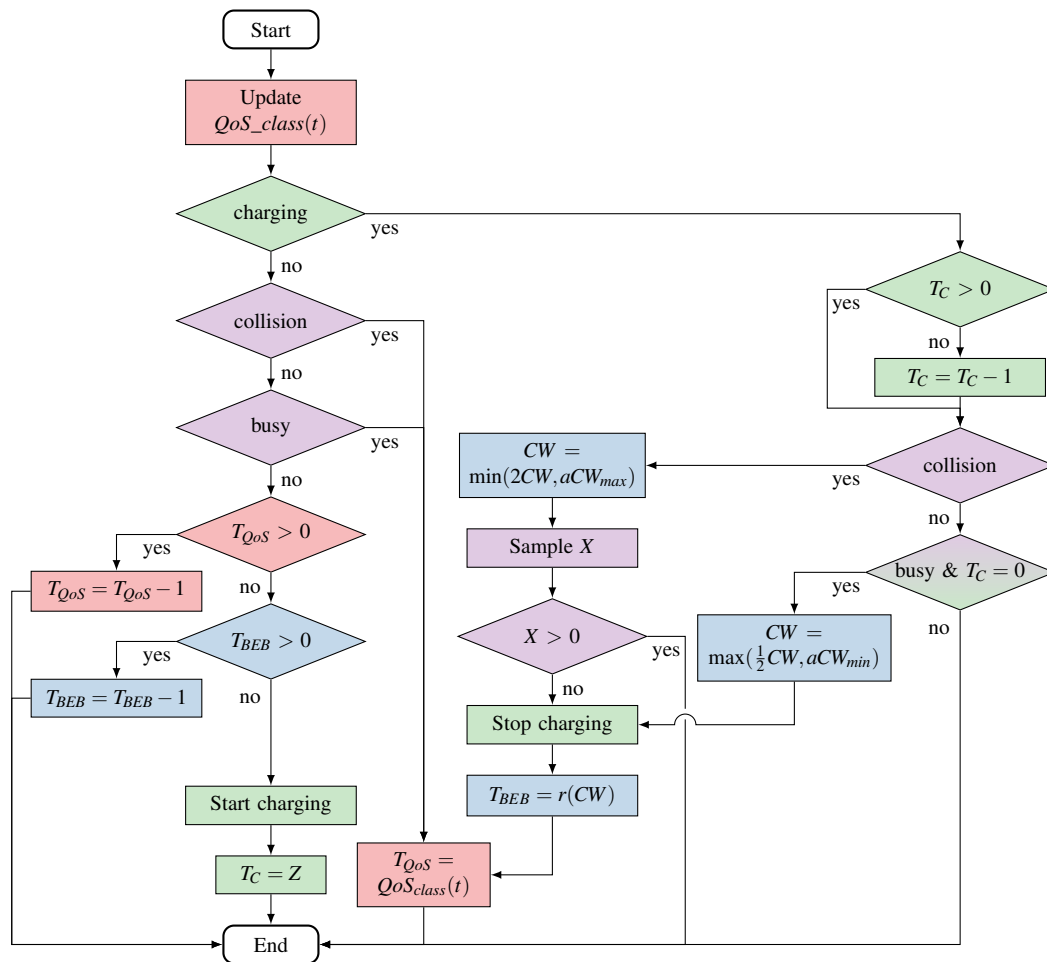 Start
Update
QoS_class(t)
charging
yes
no
T_C > 0
yes
no
T_C = T_C − 1
collision
yes
no
busy
yes
no
T_QoS > 0
yes
no
T_QoS = T_QoS − 1
T_BEB > 0
yes
no
T_BEB = T_BEB − 1
Start charging
T_C = Z
End
collision
yes
no
CW =
min(2CW, aCW_max)
Sample X
X > 0
yes
no
busy & T_C = 0
yes
no
CW =
max(½CW, aCW_min)
Stop charging
T_BEB = r(CW)
T_QoS =
QoS_class(t)